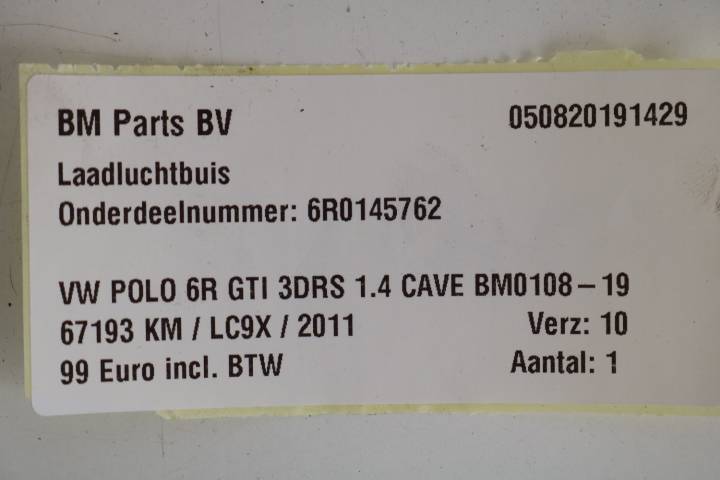 BM Parts BV 050820191429
Laadluchtbuis
Onderdeelnummer: 6R0145762
VW POLO 6R GTI 3DRS 1.4 CAVE BM0108-19
67193 KM / LC9X / 2011 Verz: 10
99 Euro incl. BTW Aantal: 1